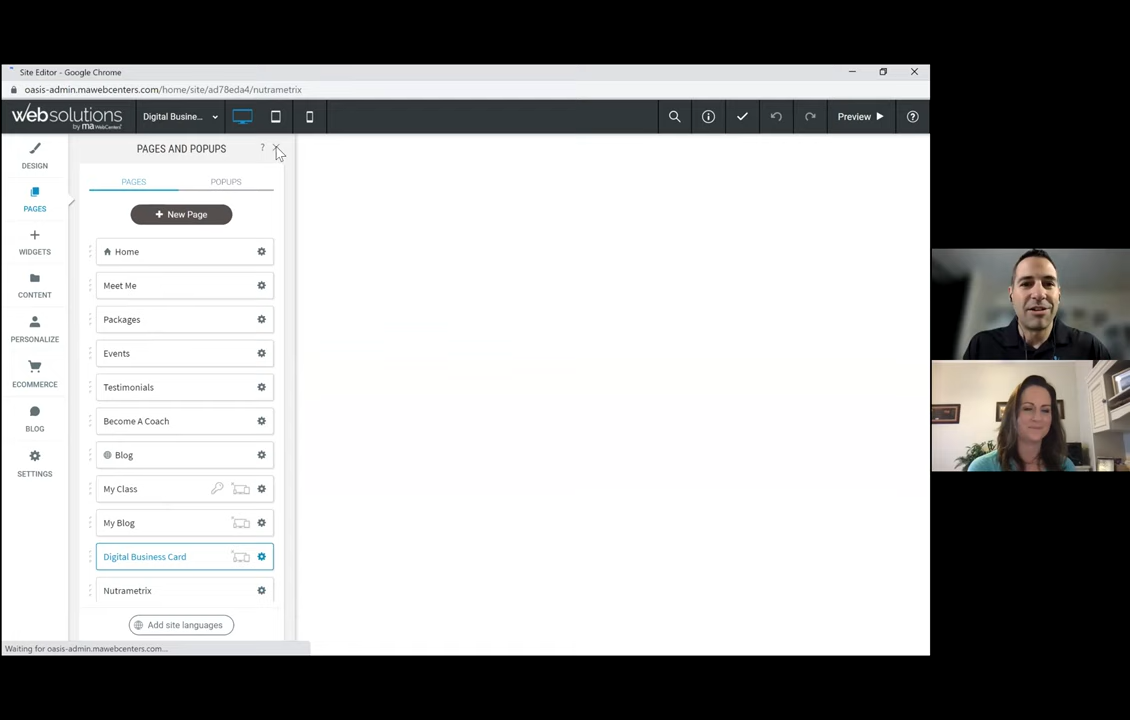 Site Editor - Google Chrome
oasis-admin.mawebcenters.com/home/site/ad78eda4/nutrametrix
websolutions
by ma WebCenters
Digital Busine...
Preview
DESIGN
PAGES
WIDGETS
CONTENT
PERSONALIZE
ECOMMERCE
BLOG
SETTINGS
PAGES AND POPUPS
?
PAGES
POPUPS
+ New Page
Home
Meet Me
Packages
Events
Testimonials
Become A Coach
Blog
My Class
My Blog
Digital Business Card
Nutrametrix
Add site languages
Waiting for oasis-admin.mawebcenters.com...